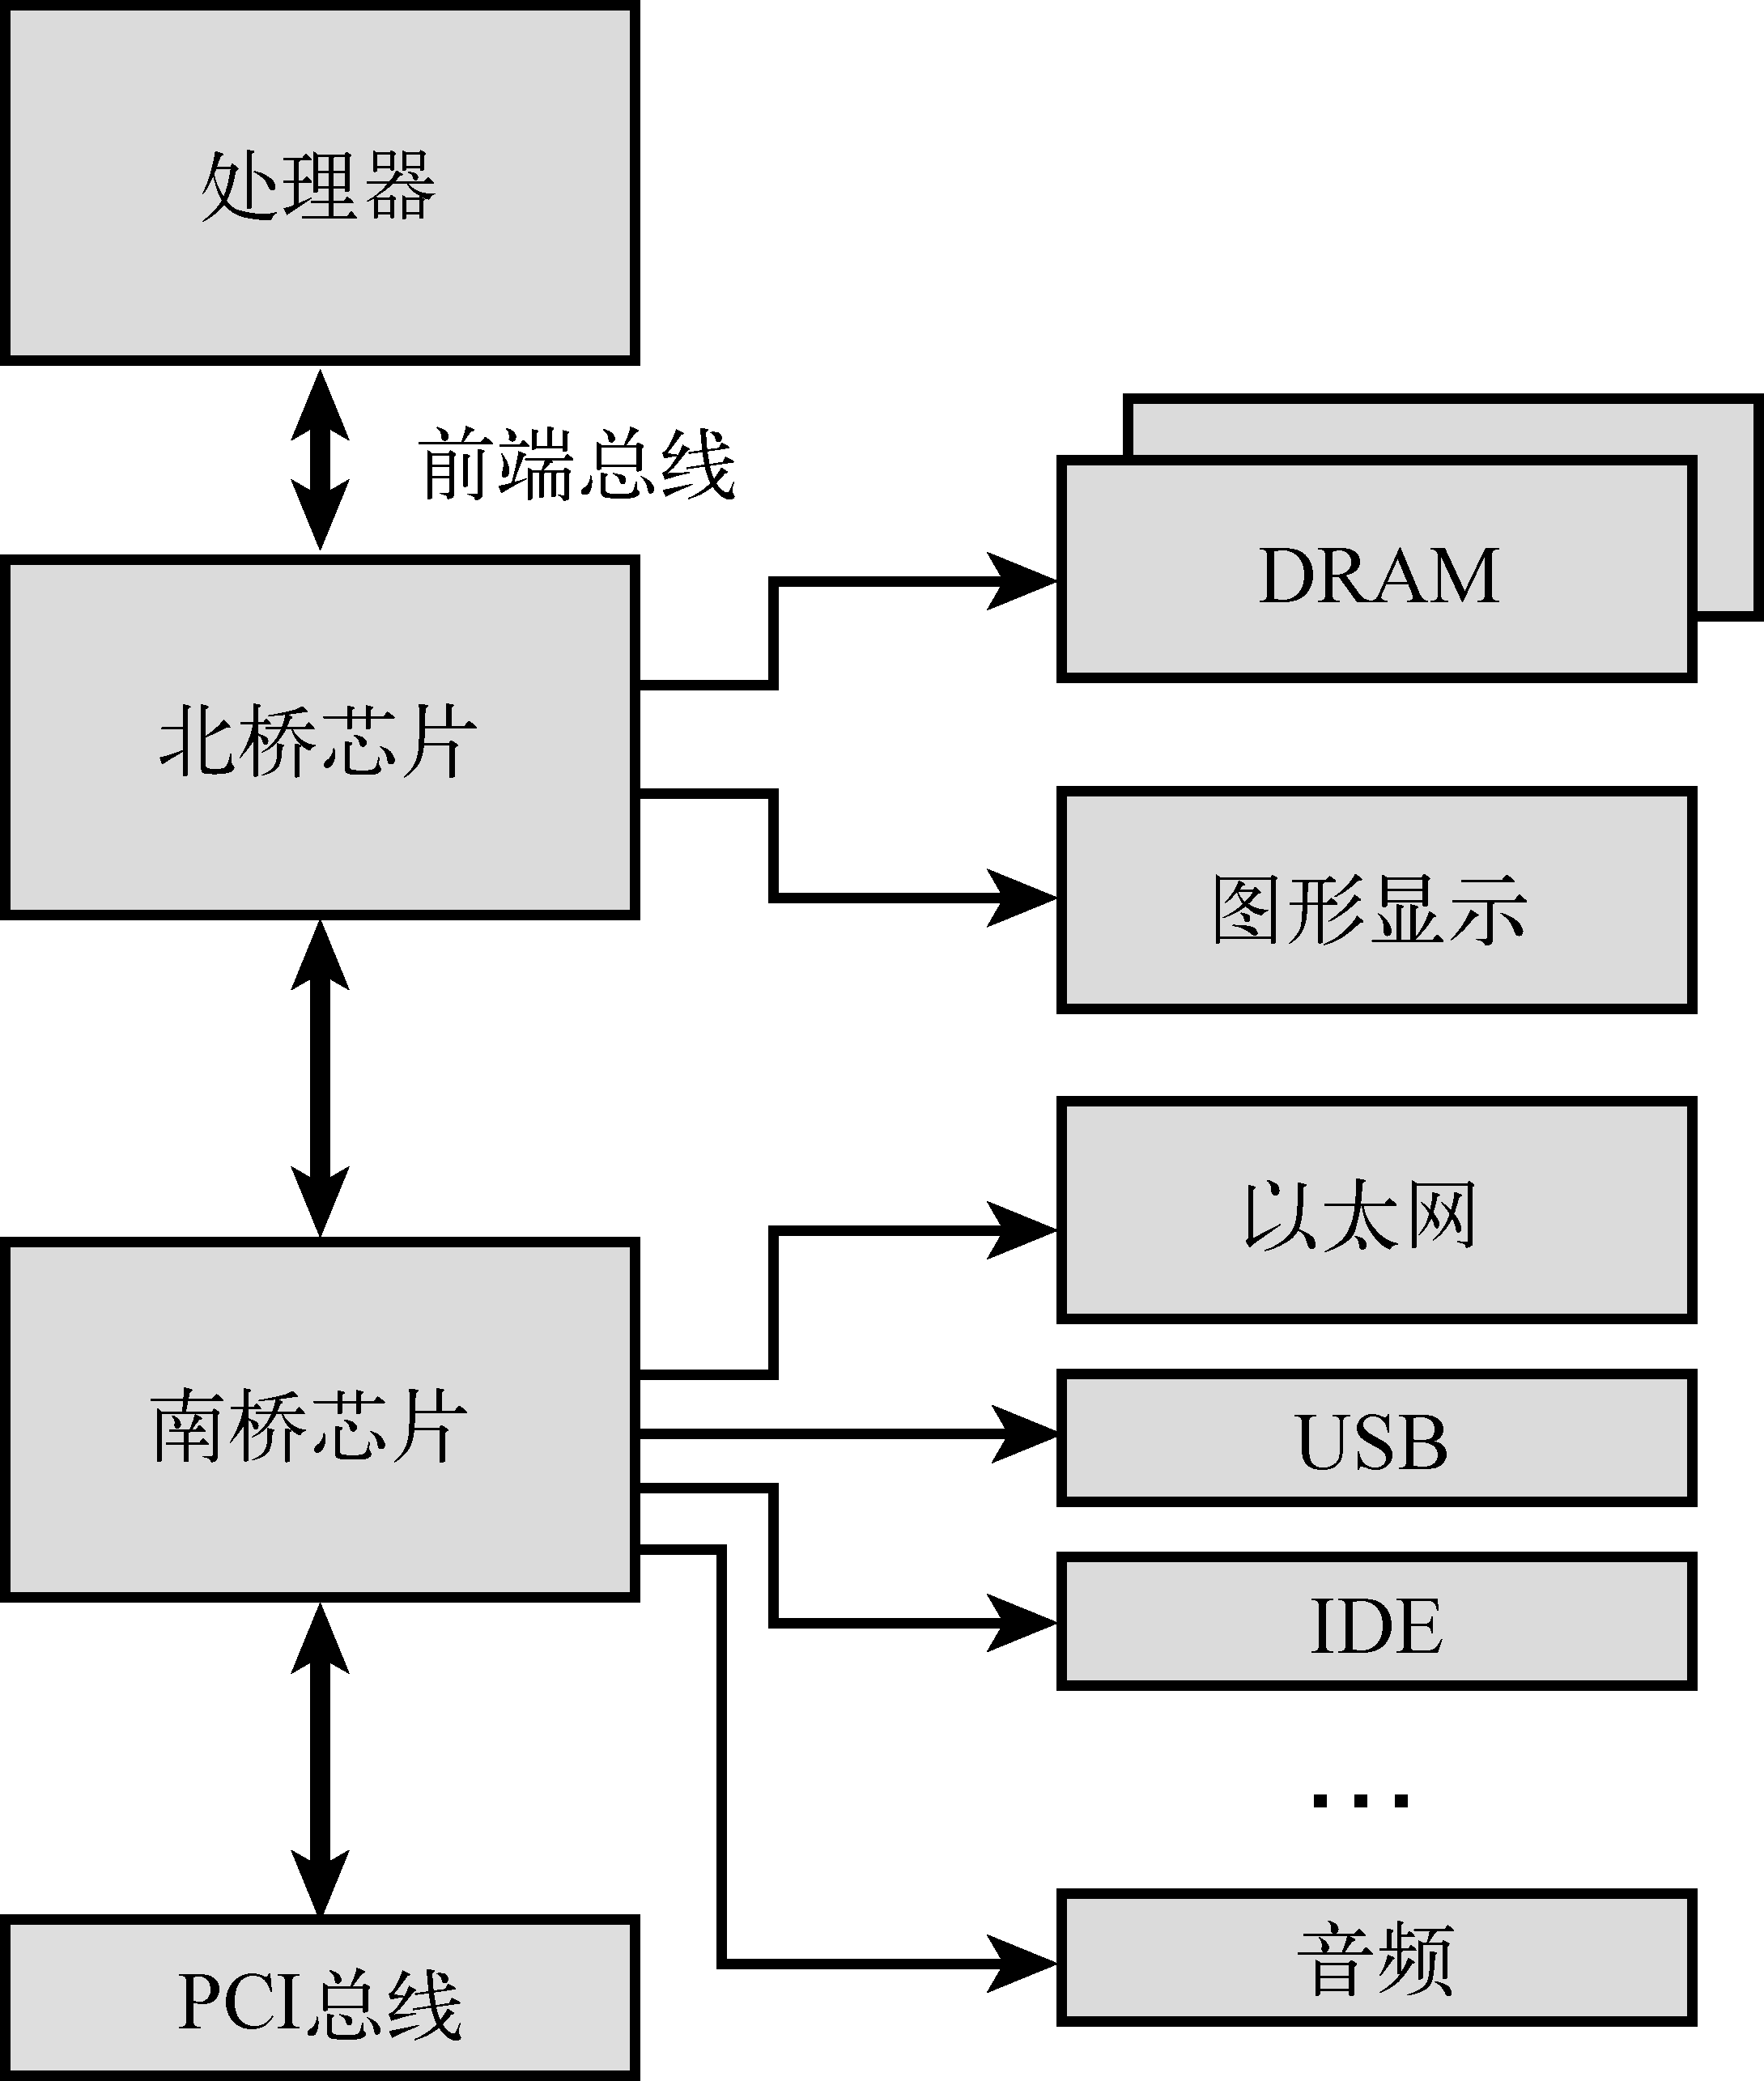 处理器
前端总线
DRAM
北桥芯片
图形显示
以太网
南桥芯片
USB
IDE
...
音频
PCI总线